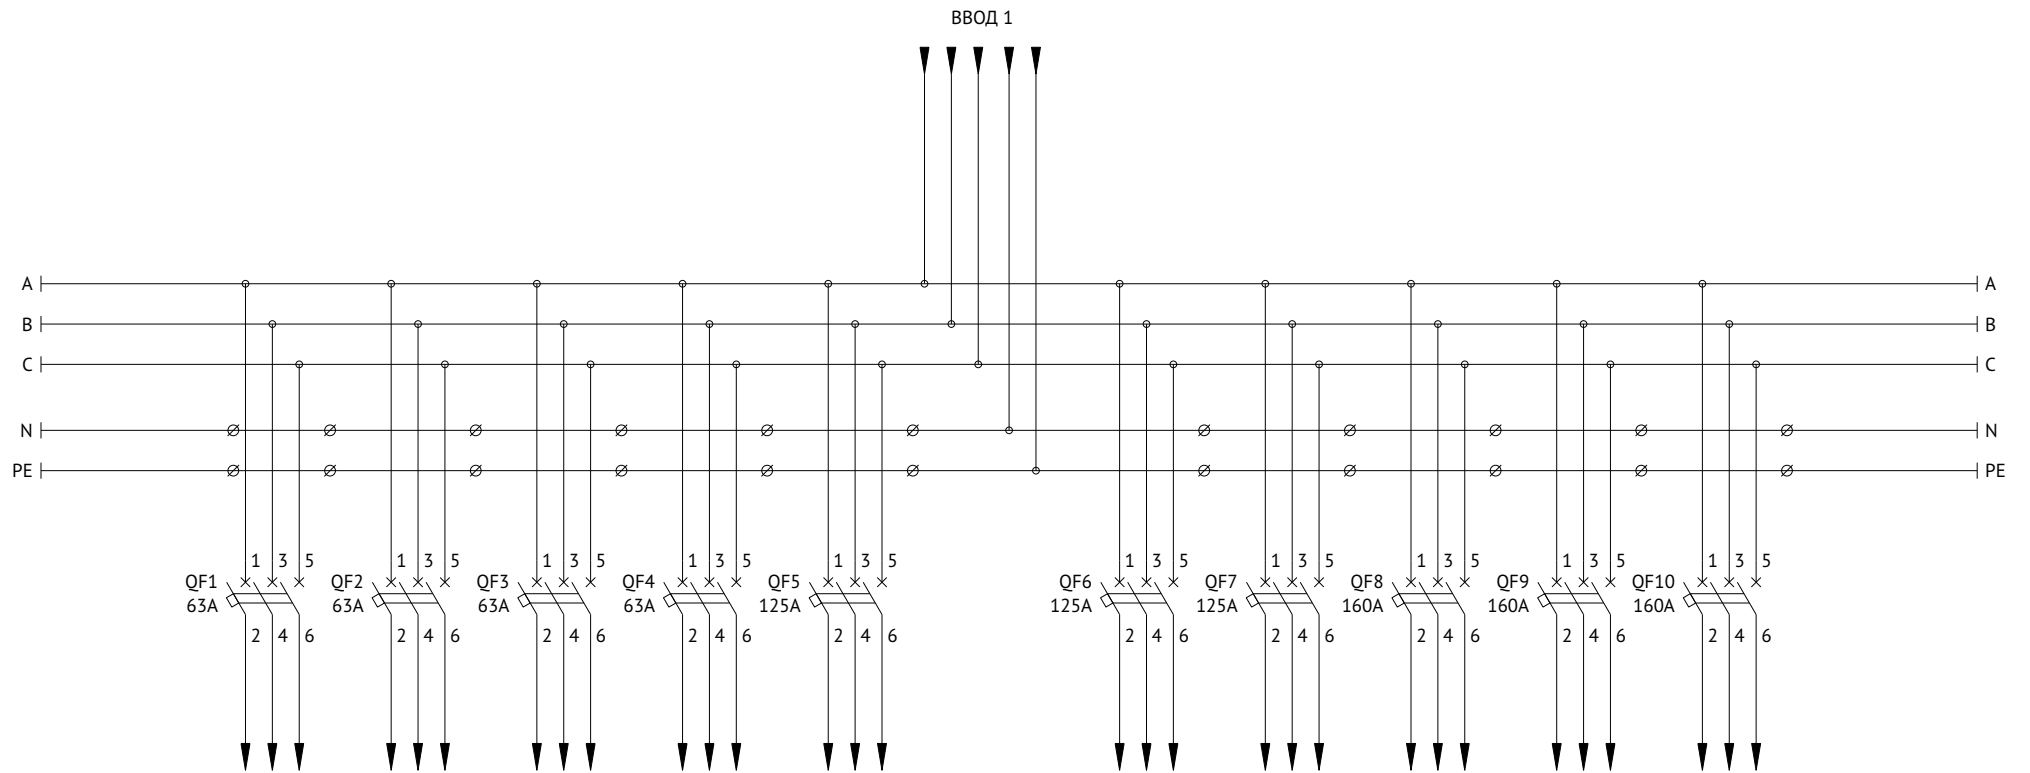 ВВОД 1
A A
B B
C C
N N
PE PE
1 3 5 1 3 5 1 3 5 1 3 5 1 3 5 1 3 5 1 3 5 1 3 5 1 3 5 1 3 5
QF1 QF2 QF3 QF4 QF5 QF6 QF7 QF8 QF9 QF10
63A 63A 63A 63A 125A 125A 125A 160A 160A 160A
2 4 6 2 4 6 2 4 6 2 4 6 2 4 6 2 4 6 2 4 6 2 4 6 2 4 6 2 4 6